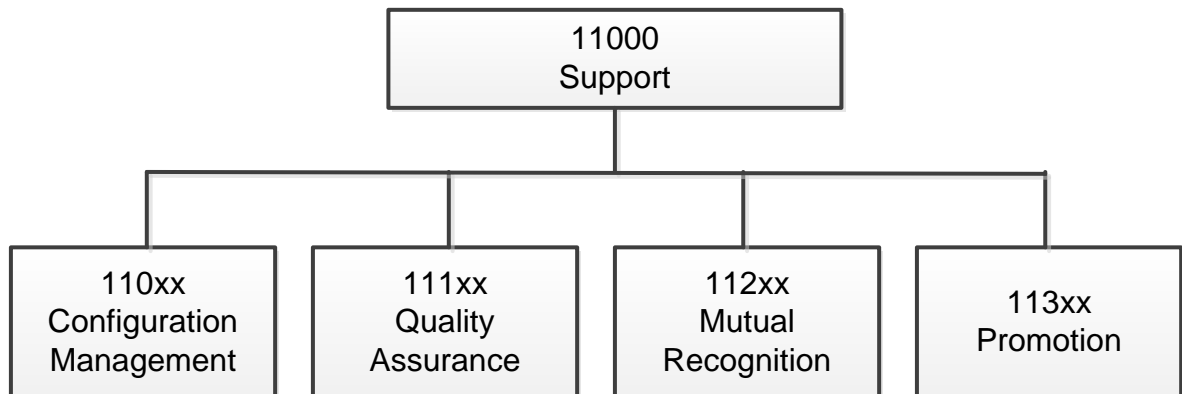 11000
Support
110xx
Configuration
Management
111xx
Quality
Assurance
112xx
Mutual
Recognition
113xx
Promotion